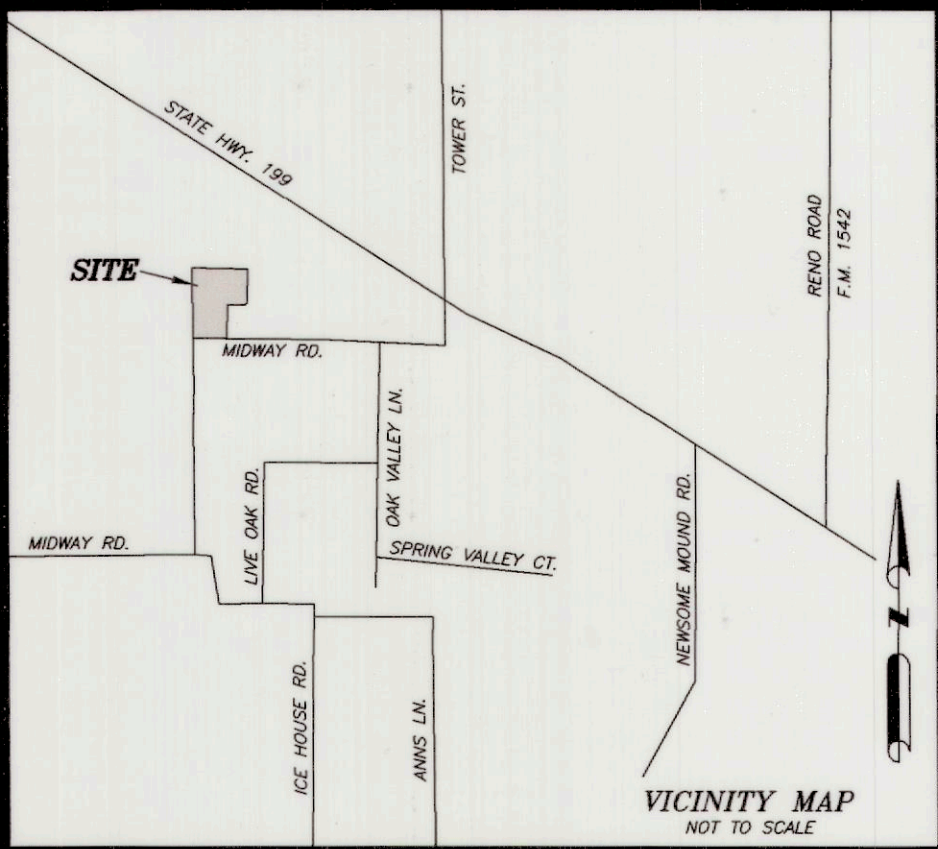 STATE HWY. 199
TOWER ST.
RENO ROAD
F.M. 1542
SITE
MIDWAY RD.
OAK VALLEY LN.
LIVE OAK RD.
MIDWAY RD.
SPRING VALLEY CT.
NEWSOME MOUND RD.
N
ICE HOUSE RD.
ANNS LN.
VICINITY MAP
NOT TO SCALE